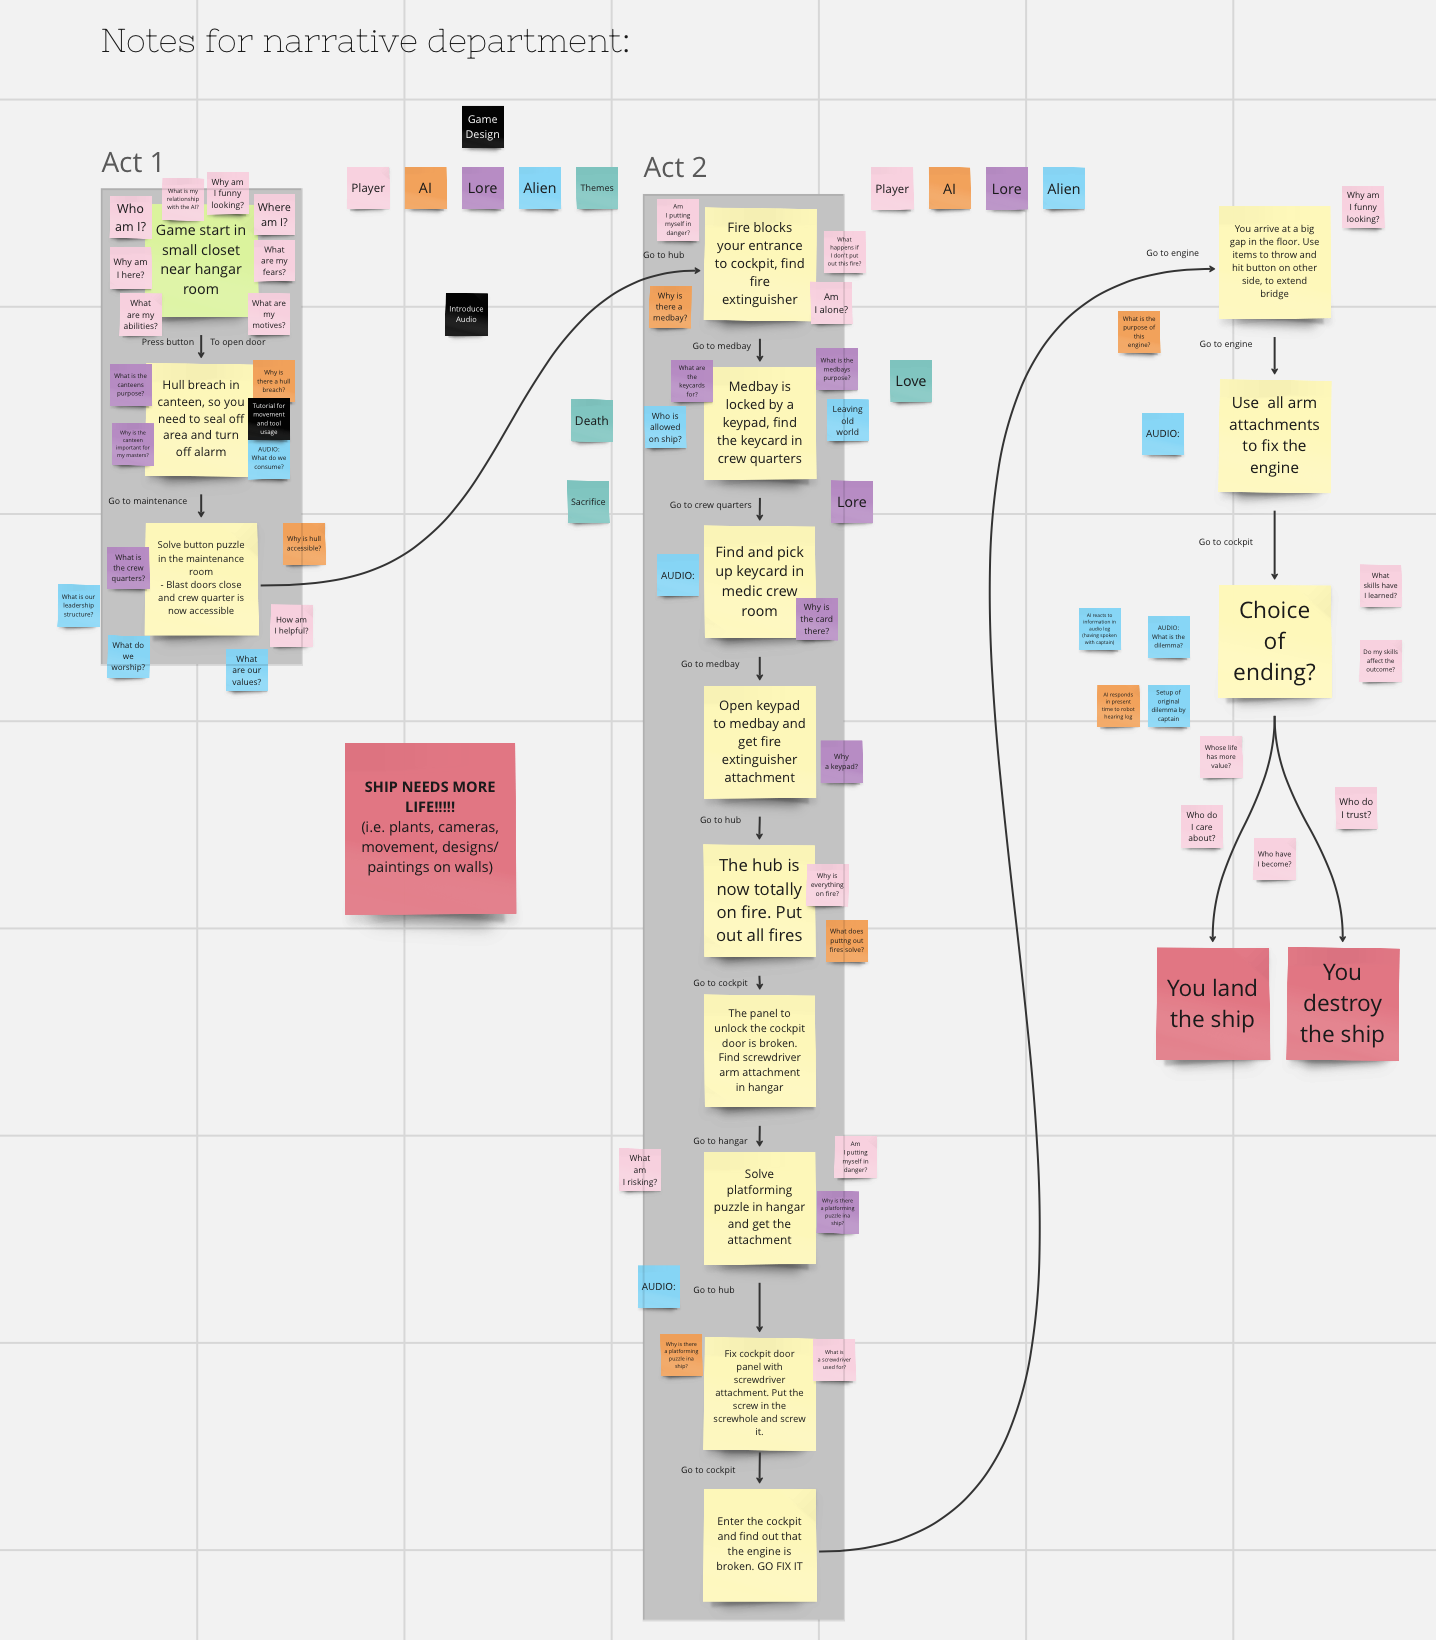 Notes for narrative department:
Game
Design
Act 1
Player
AI
Lore
Alien
Themes
Act 2
Player
AI
Lore
Alien
Who
am I?
What is my
relationship
with the AI?
Why am
I funny
looking?
Where
am I?
Why am
I here?
Game start in
small closet
near hangar
room
What
are my
fears?
What
are my
abilities?
What are
my
motives?
Press button
To open door
What is the
canteens
purpose?
Hull breach in
canteen, so you
need to seal off
area and turn
off alarm
Why is
there a hull
breach?
Tutorial for
movement
and tool
usage
Why is the
canteen
important for
my masters?
AUDIO:
What do we
consume?
Go to maintenance
What is
the crew
quarters?
Solve button puzzle
in the maintenance
room
- Blast doors close
and crew quarter is
now accessible
Why is hull
accessible?
What is our
leadership
structure?
How am
I helpful?
What do
we
worship?
What
are our
values?
Introduce
Audio
Death
Sacrifice
Love
SHIP NEEDS MORE
LIFE!!!!!
(i.e. plants, cameras,
movement, designs/
paintings on walls)
Am
I putting
myself in
danger?
Go to hub
Fire blocks
your entrance
to cockpit, find
fire
extinguisher
What
happens if
I don't put
out this fire?
Why is
there a
medbay?
Am
I alone?
Go to medbay
What are
the
keycards
for?
What is the
medbays
purpose?
Who is
allowed
on ship?
Medbay is
locked by a
keypad, find
the keycard in
crew quarters
Leaving
old
world
Lore
Go to crew quarters
AUDIO:
Find and pick
up keycard in
medic crew
room
Why is
the card
there?
Go to medbay
Open keypad
to medbay and
get fire
extinguisher
attachment
Why
a keypad?
Go to hub
The hub is
now totally
on fire. Put
out all fires
Why is
everything
on fire?
What does
puttng out
fires solve?
Go to cockpit
The panel to
unlock the cockpit
door is broken.
Find screwdriver
arm attachment
in hangar
Go to hangar
What
am
I risking?
Solve
platforming
puzzle in hangar
and get the
attachment
Am
I putting
myself in
danger?
Why is there
a platforming
puzzle ina
ship?
AUDIO:
Go to hub
Why is there
a platforming
puzzle ina
ship?
Fix cockpit door
panel with
screwdriver
attachment. Put the
screw in the
screwhole and screw
it.
What is
a screwdriver
used for?
Go to cockpit
Enter the cockpit
and find out that
the engine is
broken. GO FIX IT
Go to engine
You arrive at a big
gap in the floor. Use
items to throw and
hit button on other
side, to extend
bridge
Why am
I funny
looking?
What is the
purpose of
this
engine?
Go to engine
AUDIO:
Use  all arm
attachments
to fix the
engine
Go to cockpit
Choice
of
ending?
What
skills have
I learned?
AI reacts to
information in
audio log
(having spoken
with captain)
AUDIO:
What is the
dilemma?
Do my skills
affect the
outcome?
AI responds
in present
time to robot
hearing log
Setup of
original
dilemma by
captain
Whose life
has more
value?
Who do
I care
about?
Who do
I trust?
Who have
I become?
You land
the ship
You
destroy
the ship